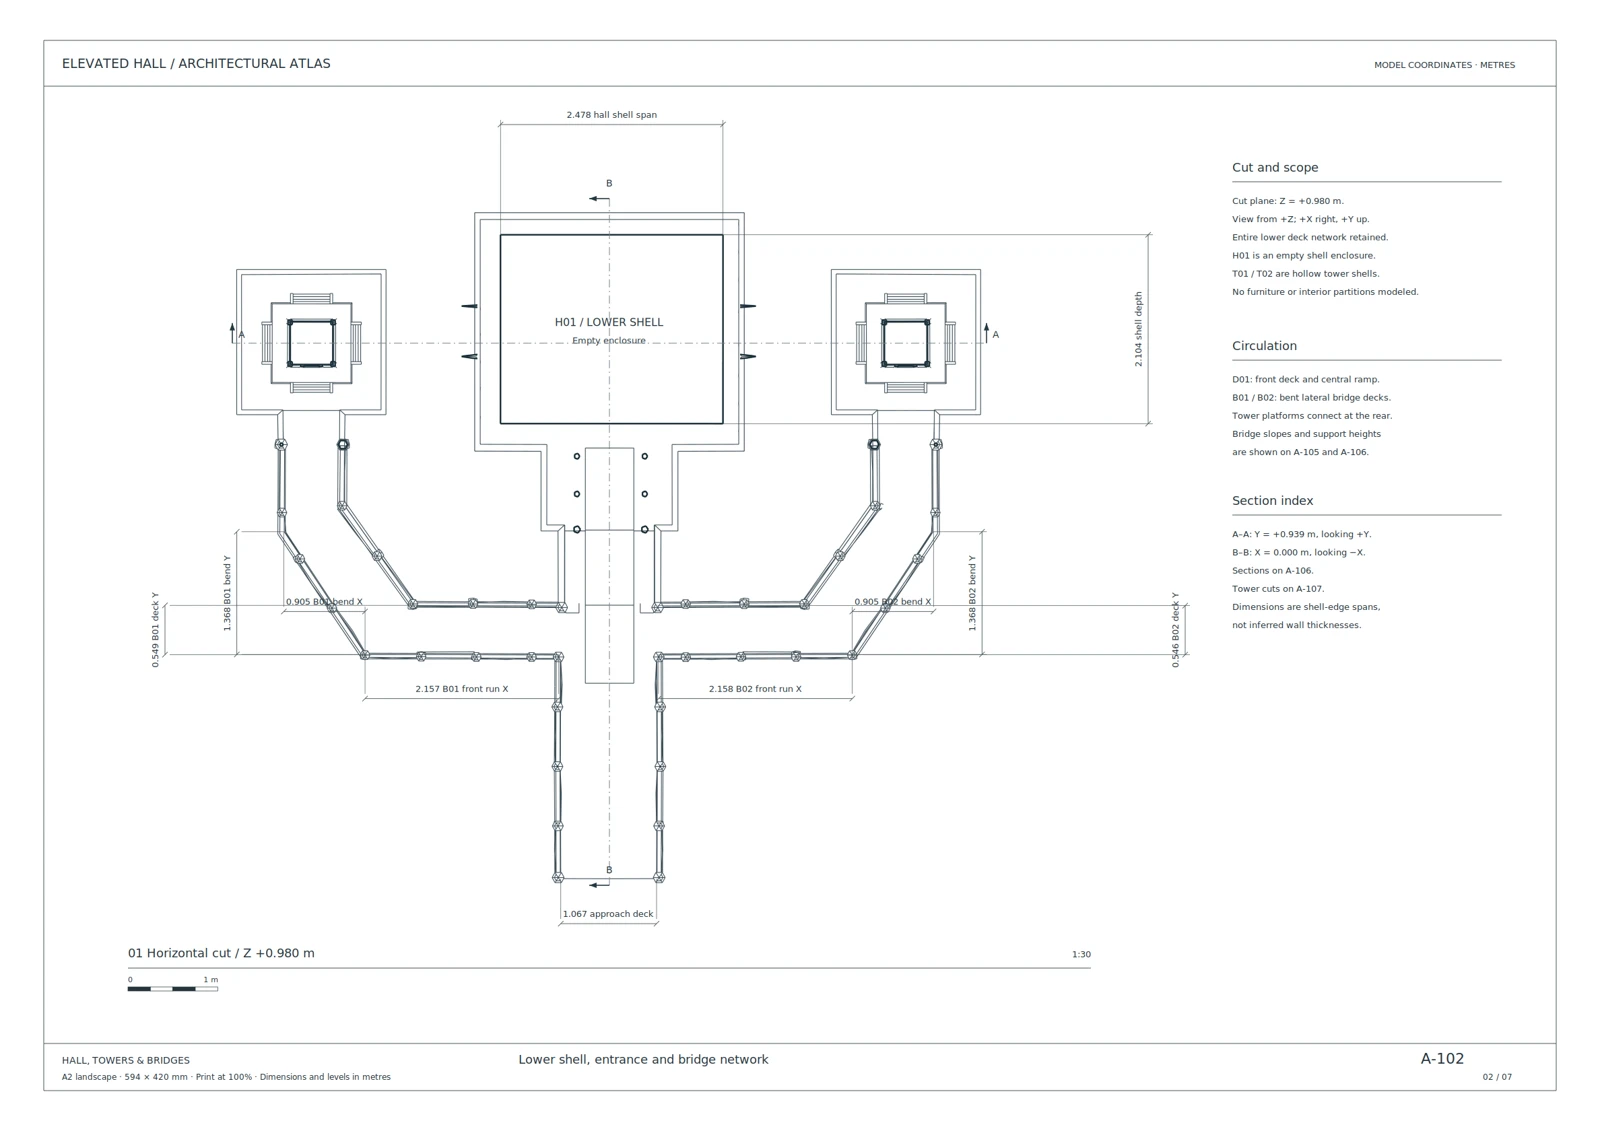 ELEVATED HALL / ARCHITECTURAL ATLAS
MODEL COORDINATES · METRES
2.478 hall shell span
B
H01 / LOWER SHELL
Empty enclosure
A
A
2.104 shell depth
0.549 B01 deck Y
1.368 B01 bend Y
0.905 B01 bend X
0.905 B02 bend X
1.368 B02 bend Y
0.546 B02 deck Y
2.157 B01 front run X
2.158 B02 front run X
B
1.067 approach deck
01 Horizontal cut / Z +0.980 m
1:30
0
1 m
Cut and scope
Cut plane: Z = +0.980 m.
View from +Z; +X right, +Y up.
Entire lower deck network retained.
H01 is an empty shell enclosure.
T01 / T02 are hollow tower shells.
No furniture or interior partitions modeled.
Circulation
D01: front deck and central ramp.
B01 / B02: bent lateral bridge decks.
Tower platforms connect at the rear.
Bridge slopes and support heights
are shown on A-105 and A-106.
Section index
A–A: Y = +0.939 m, looking +Y.
B–B: X = 0.000 m, looking −X.
Sections on A-106.
Tower cuts on A-107.
Dimensions are shell-edge spans,
not inferred wall thicknesses.
HALL, TOWERS & BRIDGES
A2 landscape · 594 × 420 mm · Print at 100% · Dimensions and levels in metres
Lower shell, entrance and bridge network
A-102
02 / 07